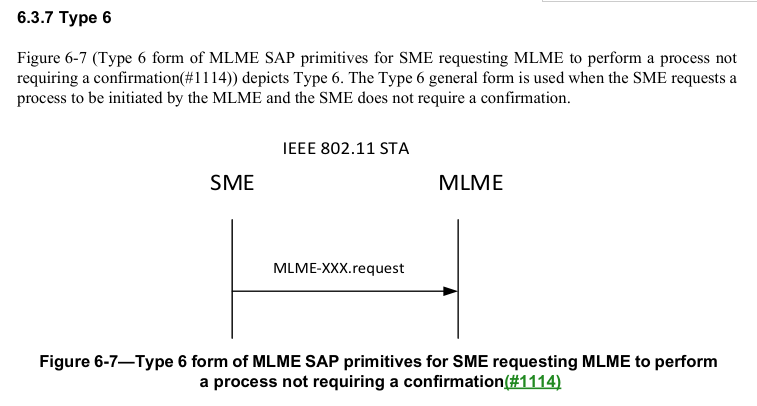 6.3.7 Type 6
Figure 6-7 (Type 6 form of MLME SAP primitives for SME requesting MLME to perform a process not
requiring a confirmation(#1114)) depicts Type 6. The Type 6 general form is used when the SME requests a
process to be initiated by the MLME and the SME does not require a confirmation.
IEEE 802.11 STA
SME MLME
MLME-XXX.request
Figure 6-7—Type 6 form of MLME SAP primitives for SME requesting MLME to perform
a process not requiring a confirmation(#1114)